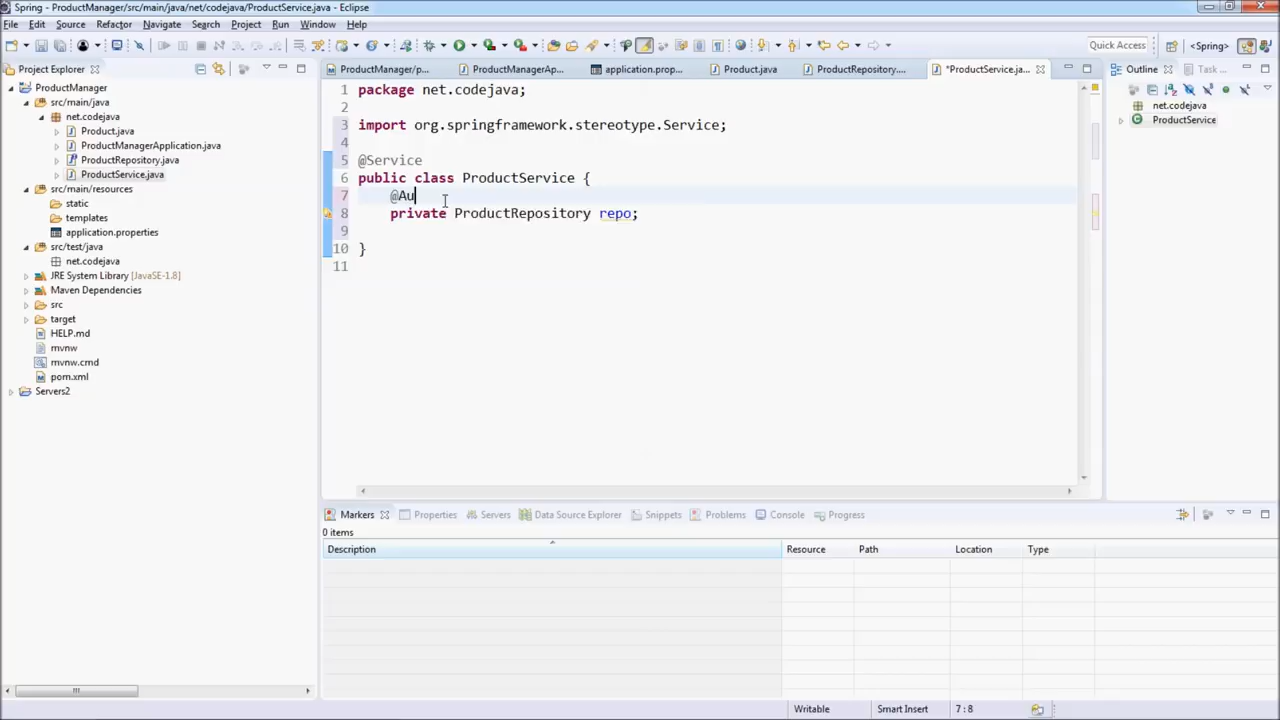 Spring - ProductManager/src/main/java/net/codejava/ProductService.java - Eclipse
File Edit Source Refactor Navigate Search Project Run Window Help
Quick Access <Spring>
Project Explorer
ProductManager
src/main/java
net.codejava
Product.java
ProductManagerApplication.java
ProductRepository.java
ProductService.java
src/main/resources
static
templates
application.properties
src/test/java
net.codejava
JRE System Library [JavaSE-1.8]
Maven Dependencies
src
target
HELP.md
mvnw
mvnw.cmd
pom.xml
Servers2
ProductManager/p... ProductManagerAp... application.prop... Product.java ProductRepository.... *ProductService.ja...
1 package net.codejava;
2
3 import org.springframework.stereotype.Service;
4
5 @Service
6 public class ProductService {
7 @Au
8 private ProductRepository repo;
9
10 }
11
Outline Task ...
net.codejava
ProductService
Markers Properties Servers Data Source Explorer Snippets Problems Console Progress
0 items
Description Resource Path Location Type
Writable Smart Insert 7 : 8